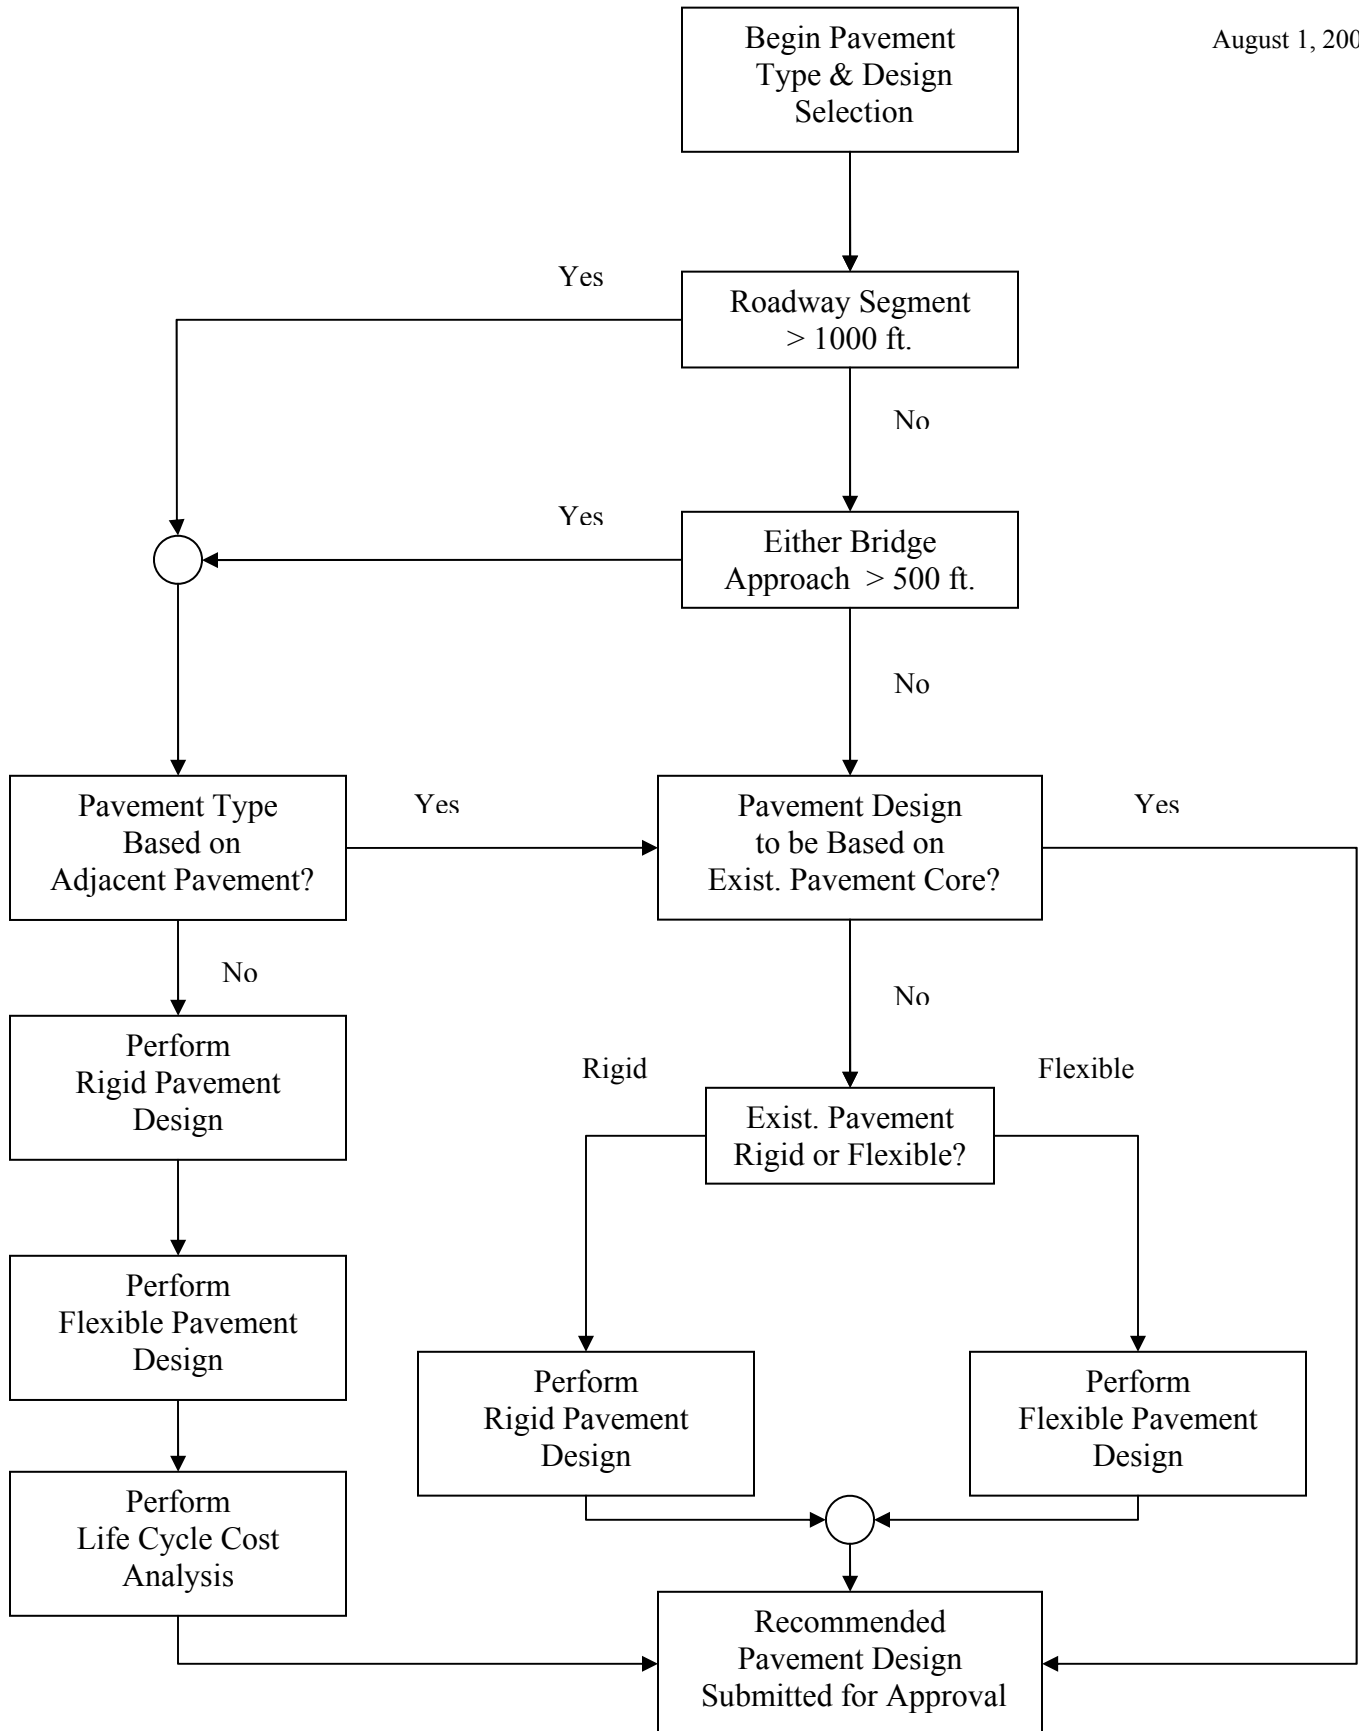 August 1, 200
Begin Pavement
Type & Design
Selection
Yes
Roadway Segment
> 1000 ft.
No
Yes
Either Bridge
Approach > 500 ft.
No
Pavement Type
Based on
Adjacent Pavement?
Yes
Pavement Design
to be Based on
Exist. Pavement Core?
Yes
No
No
Perform
Rigid Pavement
Design
Rigid
Flexible
Exist. Pavement
Rigid or Flexible?
Perform
Flexible Pavement
Design
Perform
Rigid Pavement
Design
Perform
Flexible Pavement
Design
Perform
Life Cycle Cost
Analysis
Recommended
Pavement Design
Submitted for Approval